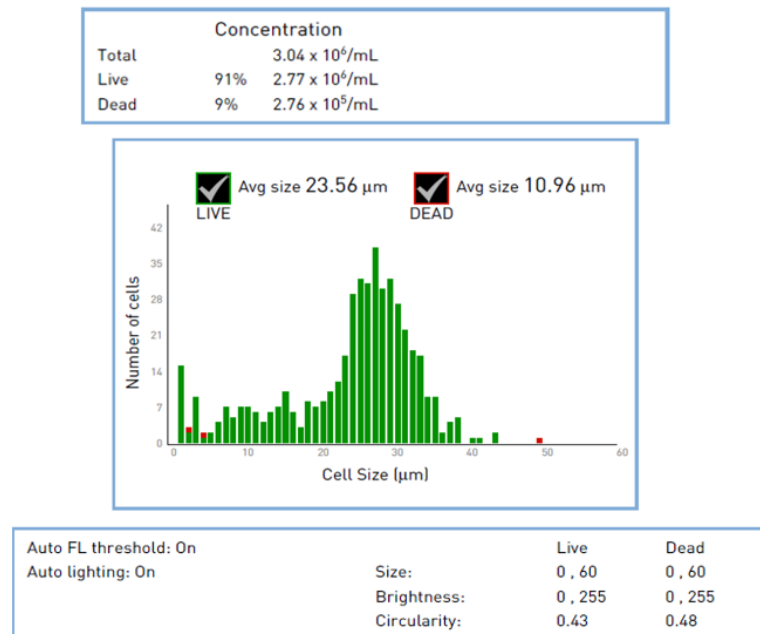 Concentration
Total 3.04 x 10⁶/mL
Live 91% 2.77 x 10⁶/mL
Dead 9% 2.76 x 10⁵/mL
Avg size 23.56 µm Avg size 10.96 µm
LIVE DEAD
Number of cells
42
35
28
21
14
7
0
0 10 20 30 40 50 60
Cell Size (µm)
Auto FL threshold: On Live Dead
Auto lighting: On Size: 0 , 60 0 , 60
Brightness: 0 , 255 0 , 255
Circularity: 0.43 0.48